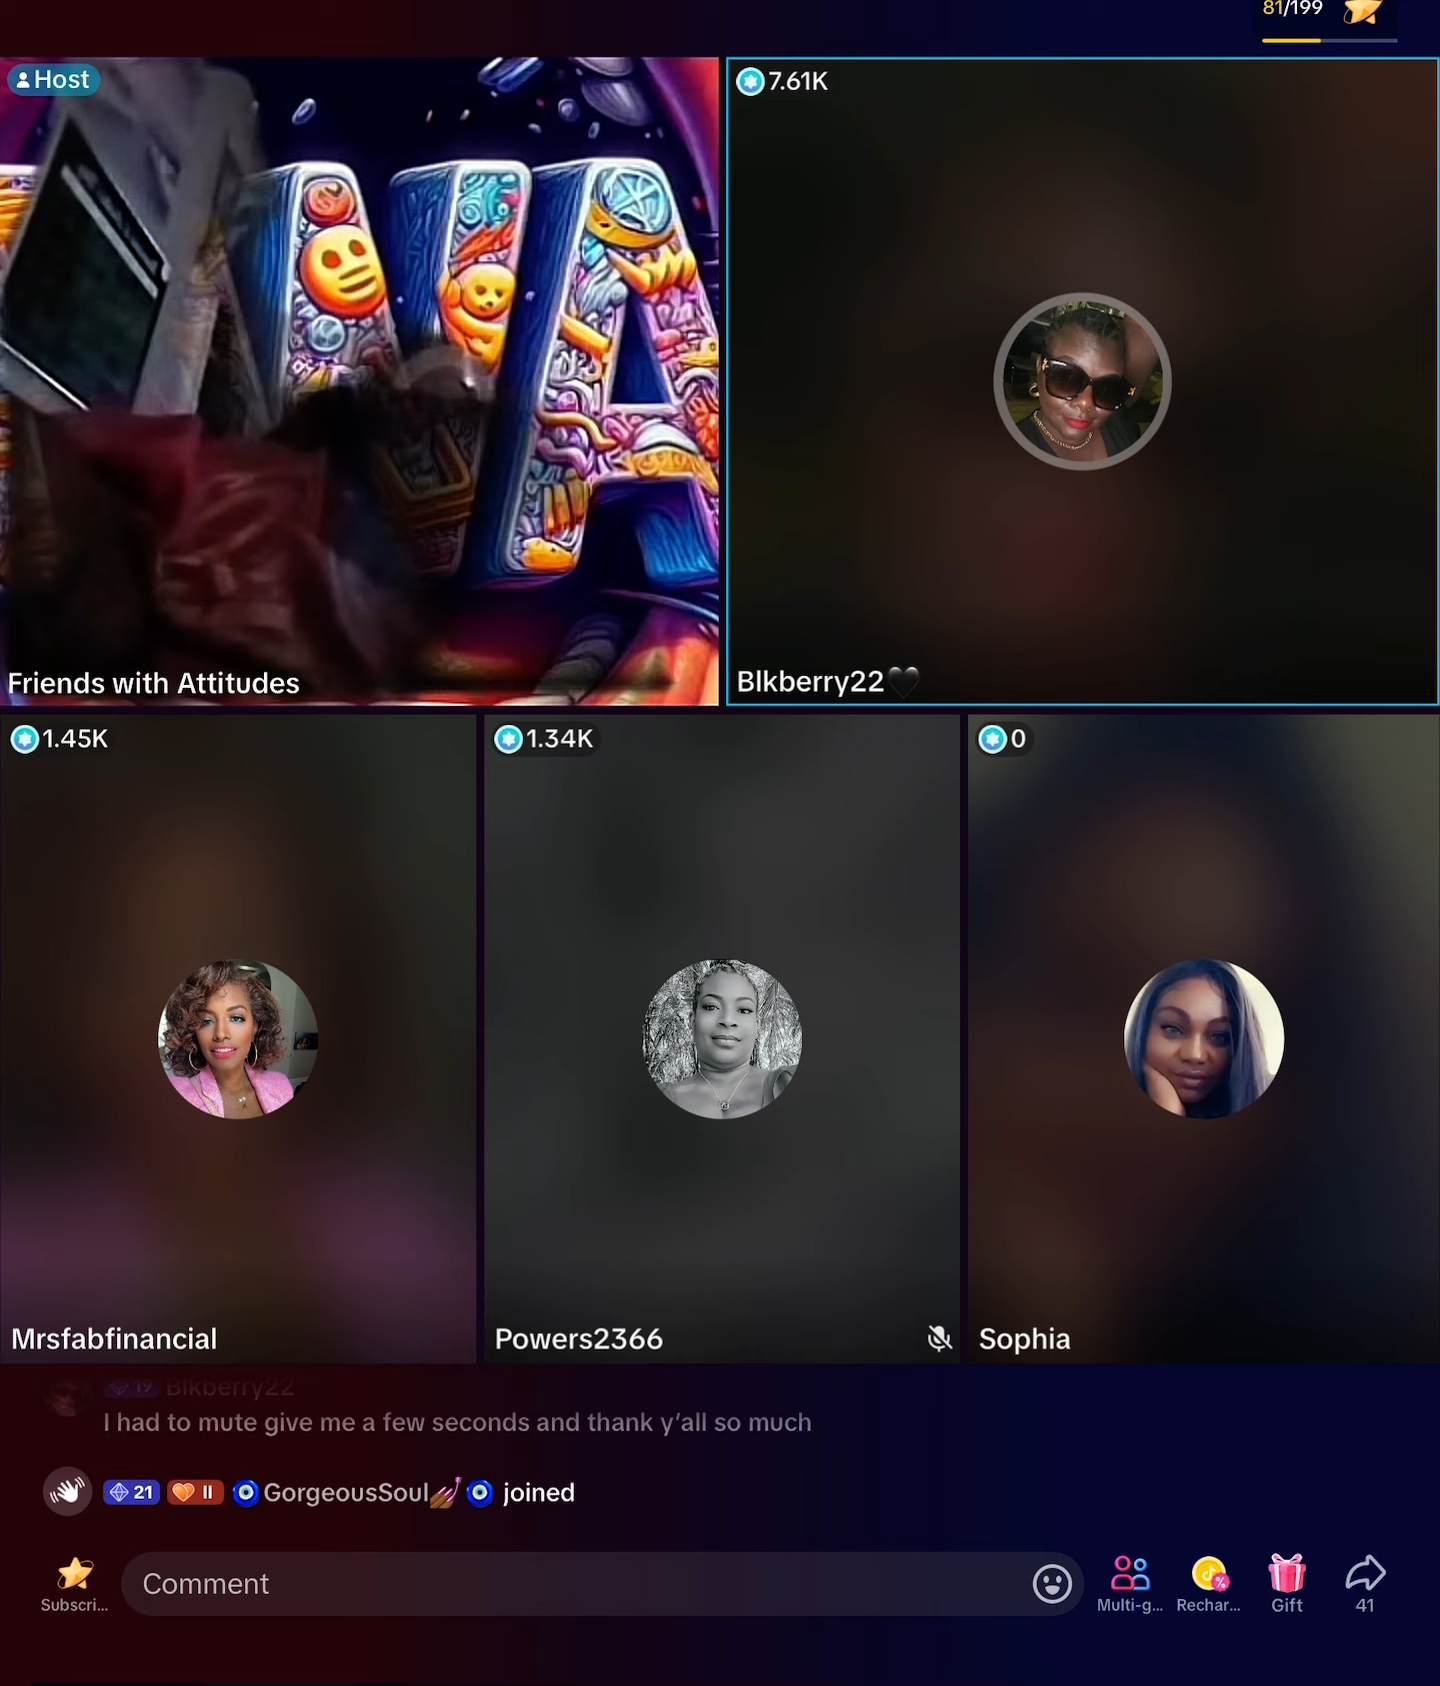 81/199
Host
7.61K
Friends with Attitudes
Blkberry22🖤
1.45K
1.34K
0
Mrsfabfinancial
Powers2366
Sophia
19 Blkberry22
I had to mute give me a few seconds and thank y’all so much
21 II 🧿GorgeousSoul💅🏾🧿 joined
Subscri...
Comment
Multi-g...
Rechar...
Gift
41